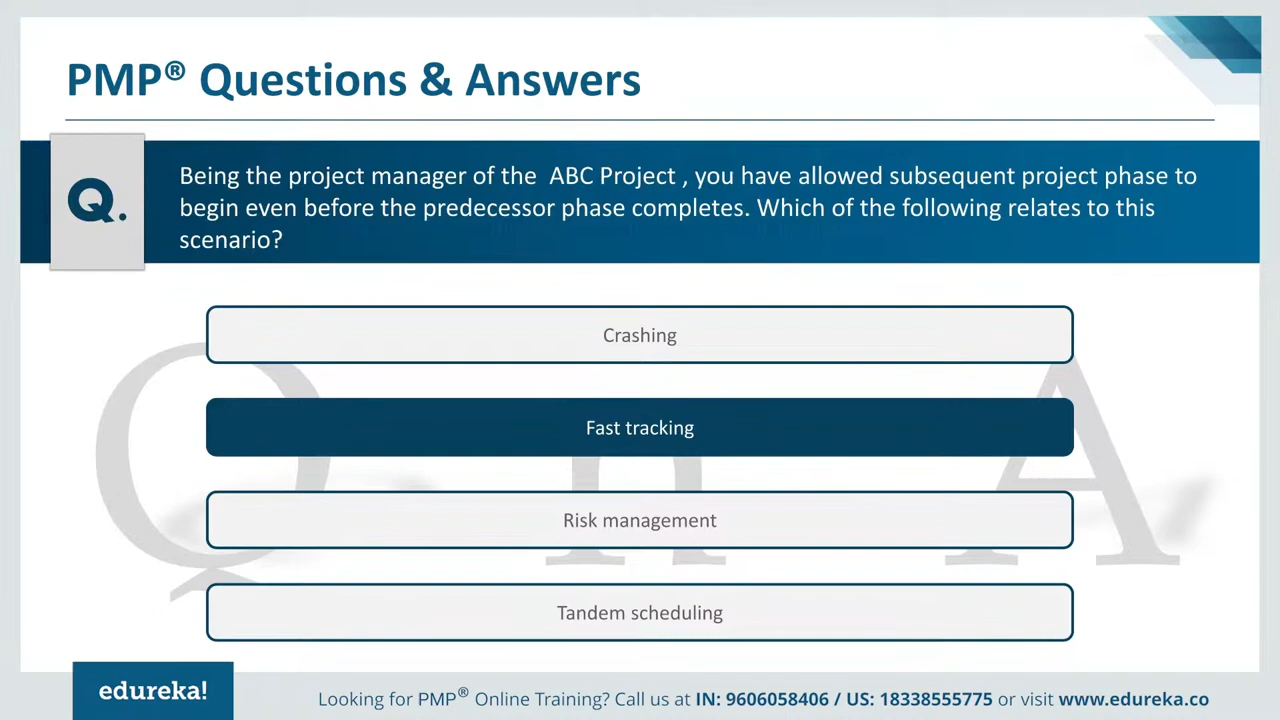 PMP® Questions & Answers
Q.
Being the project manager of the ABC Project , you have allowed subsequent project phase to
begin even before the predecessor phase completes. Which of the following relates to this
scenario?
Crashing
Fast tracking
Risk management
Tandem scheduling
Q n A
edureka!
Looking for PMP® Online Training? Call us at IN: 9606058406 / US: 18338555775 or visit www.edureka.co